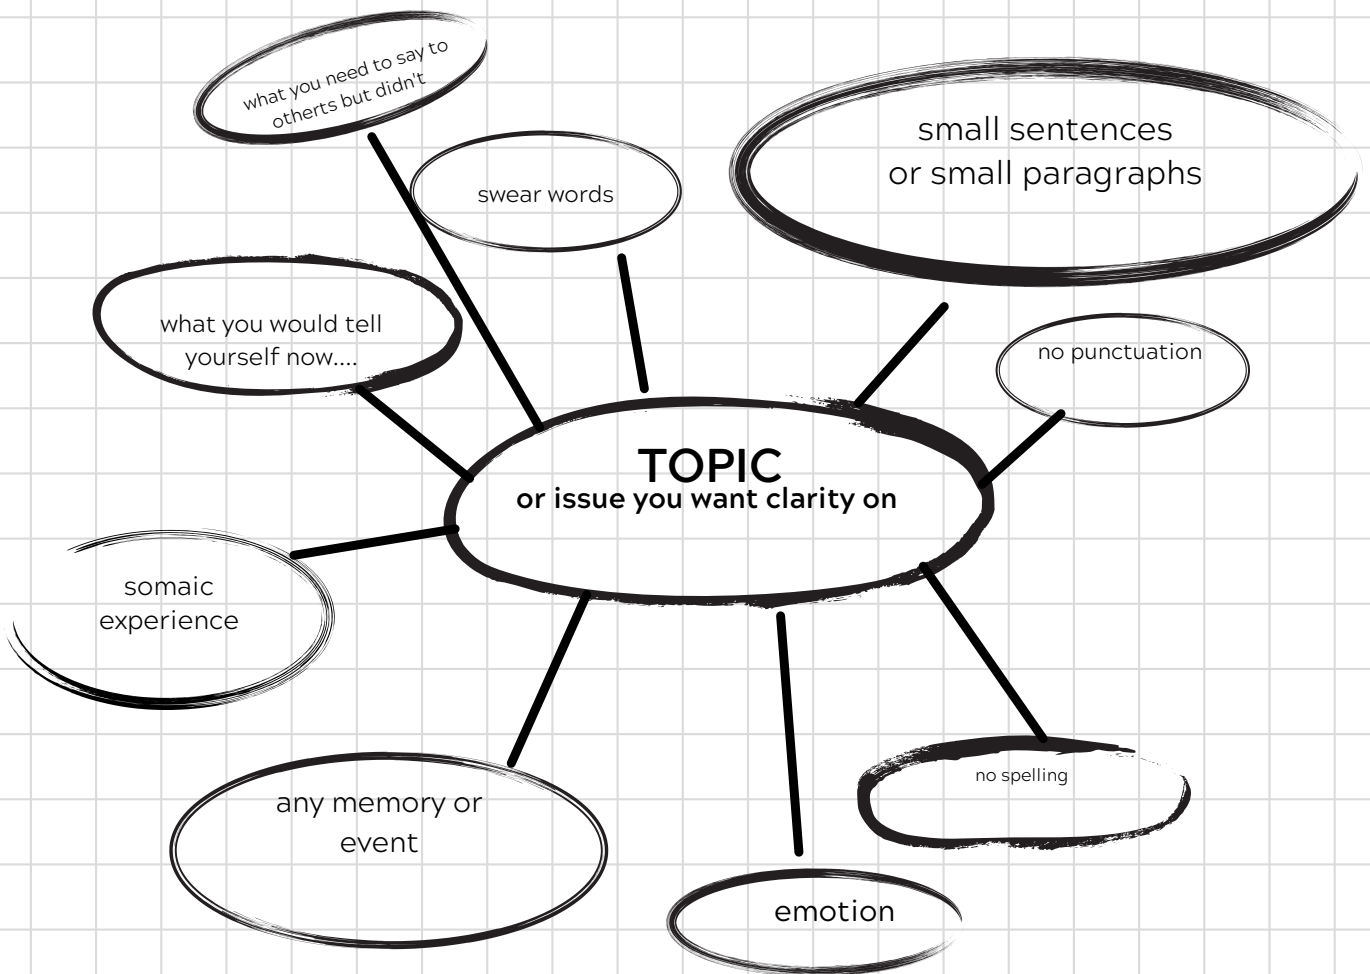 what you need to say to
otherts but didn't
swear words
small sentences
or small paragraphs
what you would tell
yourself now....
no punctuation
TOPIC
or issue you want clarity on
somaic
experience
any memory or
event
no spelling
emotion